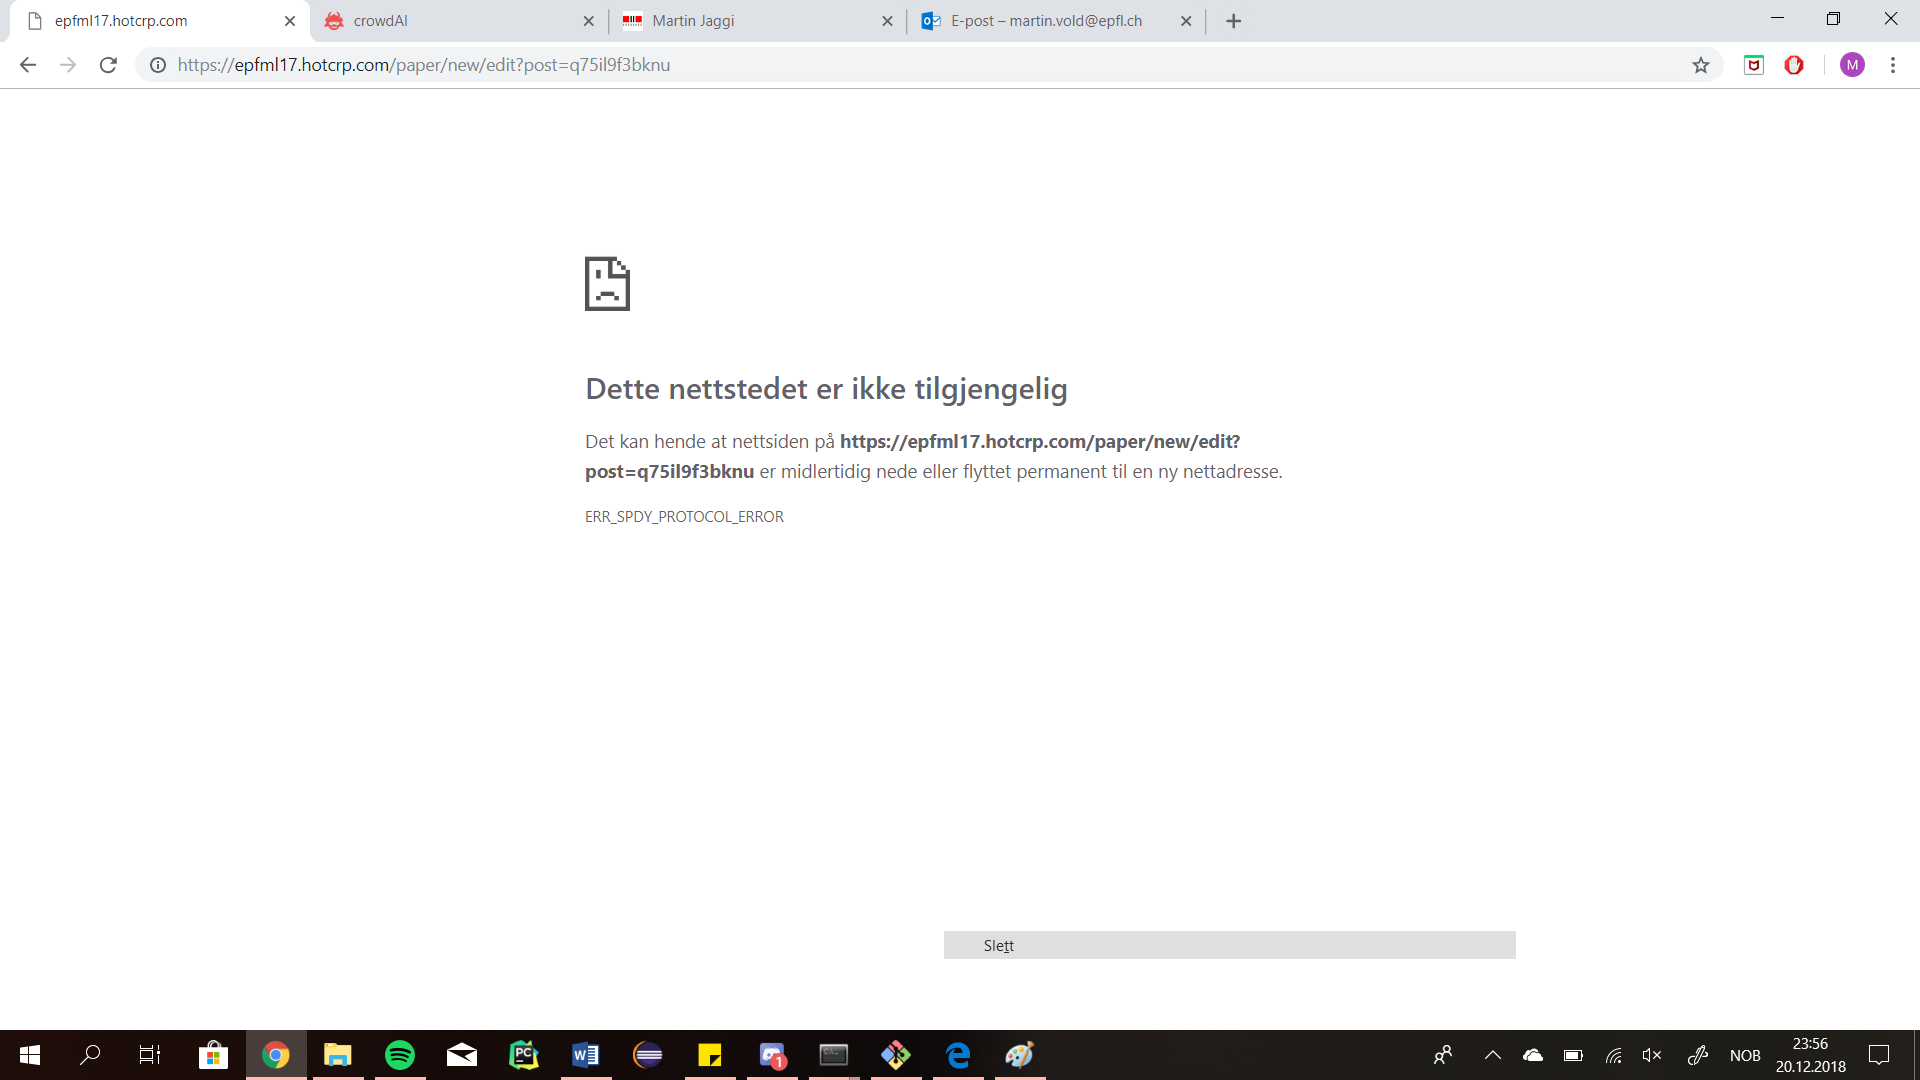 epfml17.hotcrp.com
crowdAI
Martin Jaggi
E-post – martin.vold@epfl.ch
https://epfml17.hotcrp.com/paper/new/edit?post=q75il9f3bknu
M
Dette nettstedet er ikke tilgjengelig
Det kan hende at nettsiden på https://epfml17.hotcrp.com/paper/new/edit?
post=q75il9f3bknu er midlertidig nede eller flyttet permanent til en ny nettadresse.
ERR_SPDY_PROTOCOL_ERROR
Slett
PC
W
1
NOB
23:56
20.12.2018